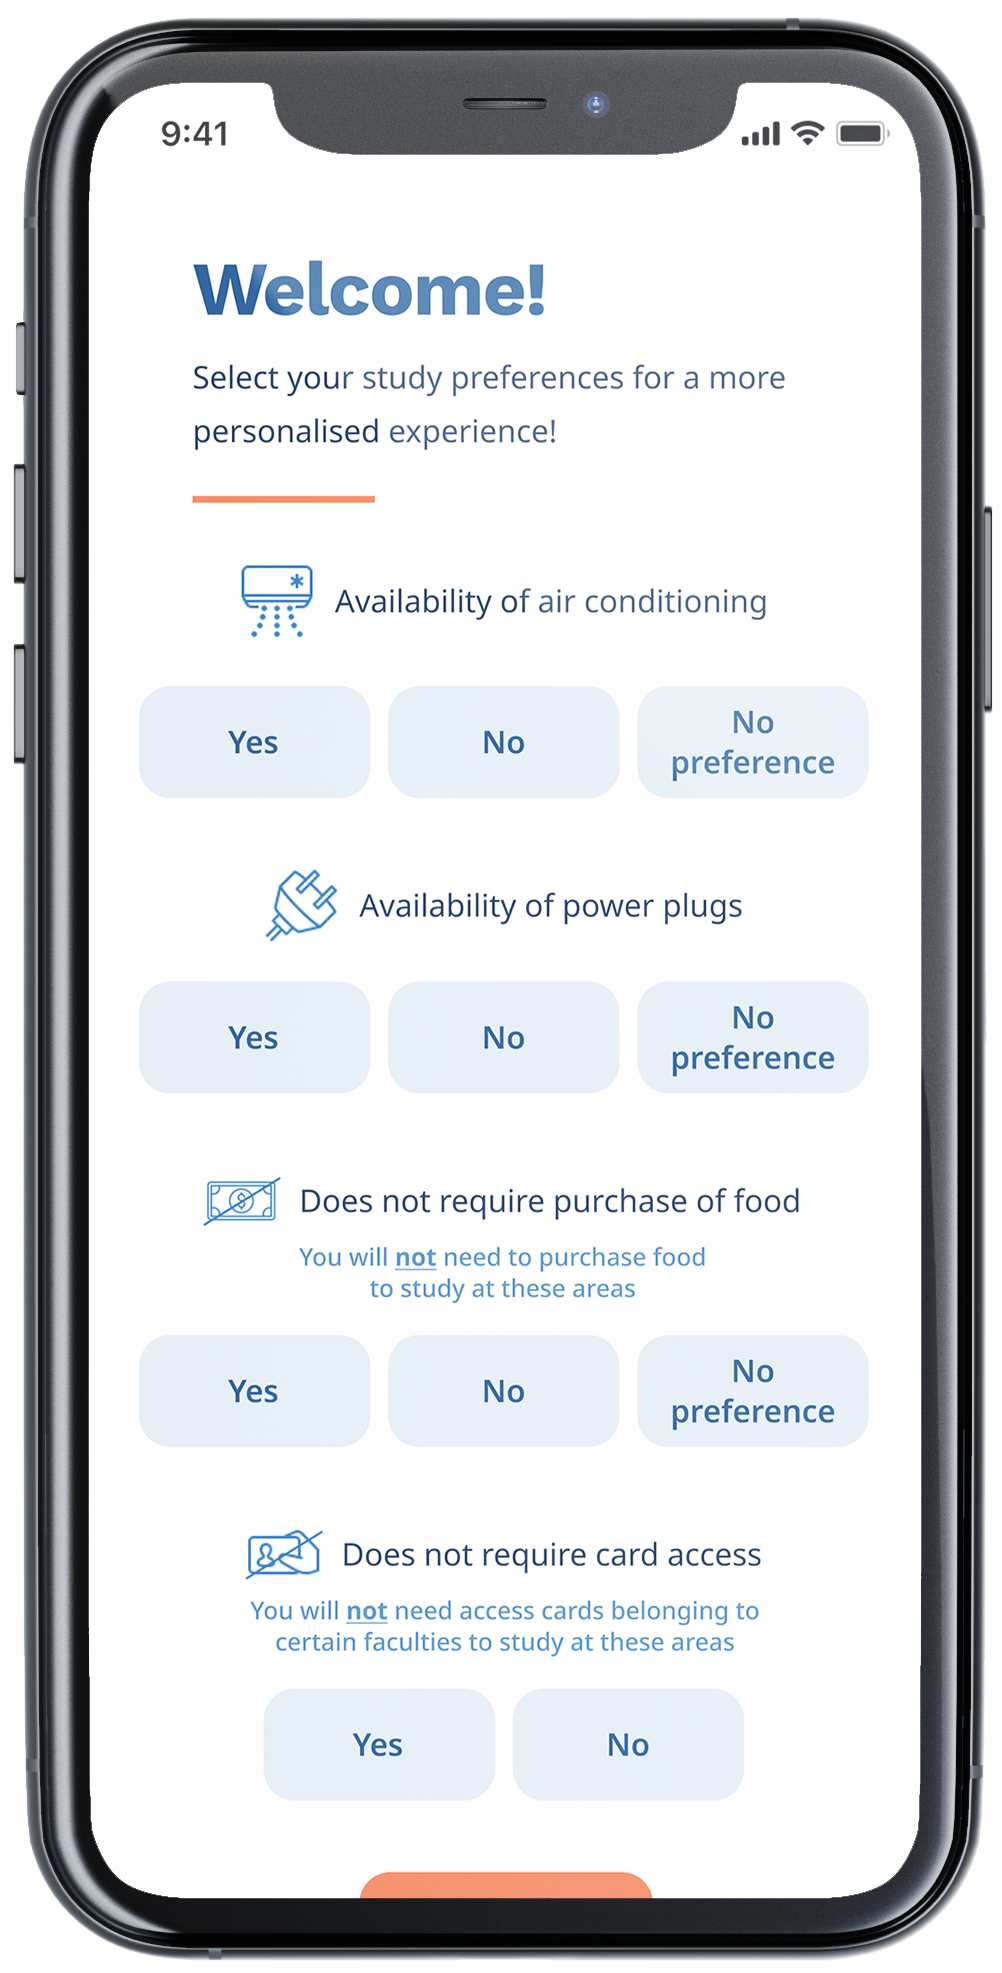 9:41
Welcome!
Select your study preferences for a more
personalised experience!
Availability of air conditioning
Yes
No
No
preference
Availability of power plugs
Yes
No
No
preference
Does not require purchase of food
You will not need to purchase food
to study at these areas
Yes
No
No
preference
Does not require card access
You will not need access cards belonging to
certain faculties to study at these areas
Yes
No